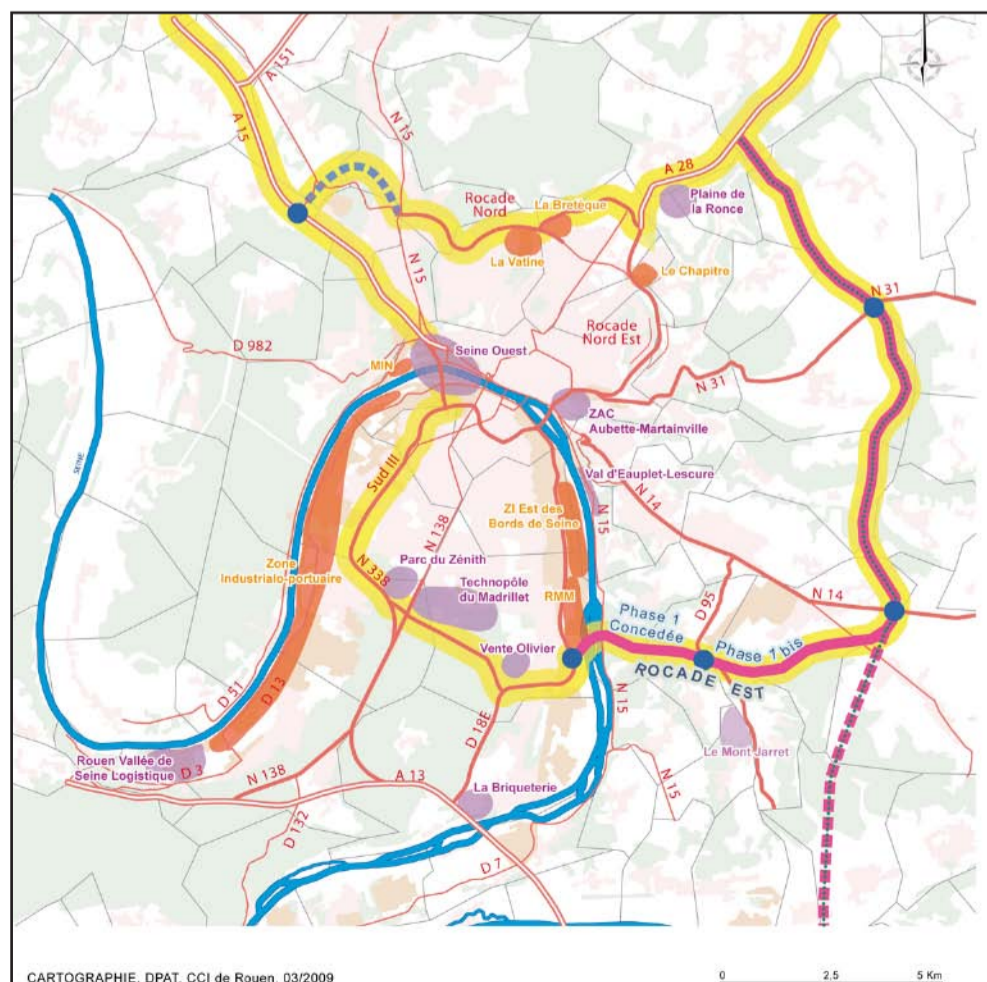 A 151
A 15
N 15
A 28
Rocade
Nord
La Bretèque
Plaine de
la Ronce
La Vatine
Le Chapitre
N 15
N 31
Rocade
Nord Est
D 982
Seine Ouest
MIN
N 31
ZAC
Aubette-Martainville
SEINE
Sud III
Val d'Eauplet-Lescure
N 14
ZI Est des
Bords de Seine
N 15
N 138
Zone
Industrialo-portuaire
N 338
Parc du Zénith
Technopôle
du Madrillet
RMM
D 95
N 14
Phase 1
Concedée
Phase 1 bis
ROCADE EST
Vente Olivier
D 51
D 13
D 18E
N 15
Le Mont Jarret
Rouen Vallée de
Seine Logistique
D 3
N 138
A 13
La Briqueterie
N 15
D 132
D 7
CARTOGRAPHIE, DPAT, CCI de Rouen, 03/2009
0 2,5 5 Km